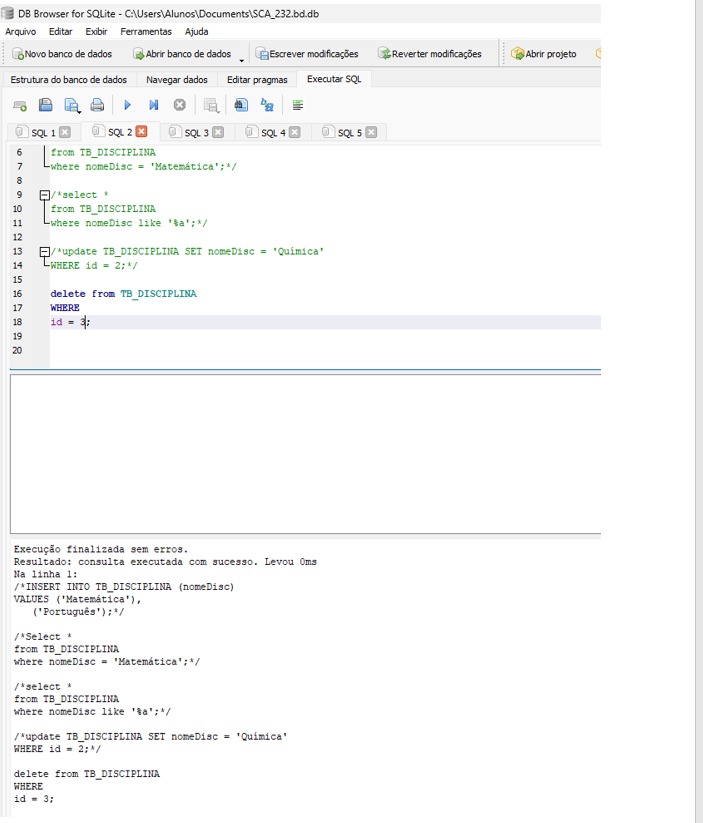 DB Browser for SQLite - C:\Users\Alunos\Documents\SCA_232.bd.db
Arquivo Editar Exibir Ferramentas Ajuda
Novo banco de dados Abrir banco de dados Escrever modificações Reverter modificações Abrir projeto
Estrutura do banco de dados Navegar dados Editar pragmas Executar SQL
SQL 1 SQL 2 SQL 3 SQL 4 SQL 5
6 from TB_DISCIPLINA
7 where nomeDisc = 'Matemática';*/
8
9 /*select *
10 from TB_DISCIPLINA
11 where nomeDisc like '%a';*/
12
13 /*update TB_DISCIPLINA SET nomeDisc = 'Química'
14 WHERE id = 2;*/
15
16 delete from TB_DISCIPLINA
17 WHERE
18 id = 3;
19
20
Execução finalizada sem erros.
Resultado: consulta executada com sucesso. Levou 0ms
Na linha 1:
/*INSERT INTO TB_DISCIPLINA (nomeDisc)
VALUES ('Matemática'),
('Português');*/
/*Select *
from TB_DISCIPLINA
where nomeDisc = 'Matemática';*/
/*select *
from TB_DISCIPLINA
where nomeDisc like '%a';*/
/*update TB_DISCIPLINA SET nomeDisc = 'Química'
WHERE id = 2;*/
delete from TB_DISCIPLINA
WHERE
id = 3;